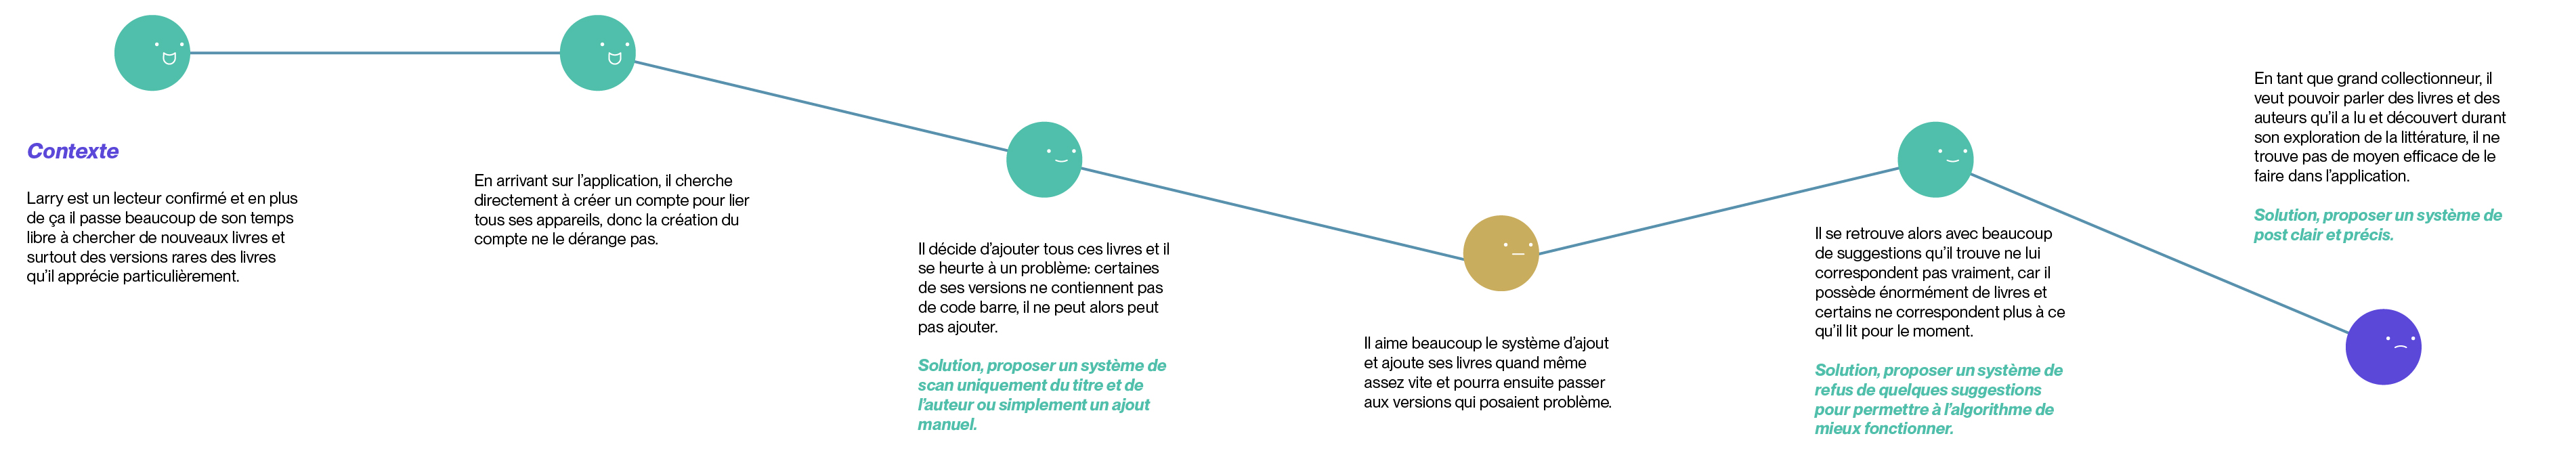 Contexte
Larry est un lecteur confirmé et en plus
de ça il passe beaucoup de son temps
libre à chercher de nouveaux livres et
surtout des versions rares des livres
qu’il apprécie particulièrement.
En arrivant sur l’application, il cherche
directement à créer un compte pour lier
tous ses appareils, donc la création du
compte ne le dérange pas.
Il décide d’ajouter tous ces livres et il
se heurte à un problème: certaines
de ses versions ne contiennent pas
de code barre, il ne peut alors peut
pas ajouter.
Solution, proposer un système de
scan uniquement du titre et de
l’auteur ou simplement un ajout
manuel.
Il aime beaucoup le système d’ajout
et ajoute ses livres quand même
assez vite et pourra ensuite passer
aux versions qui posaient problème.
Il se retrouve alors avec beaucoup
de suggestions qu’il trouve ne lui
correspondent pas vraiment, car il
possède énormément de livres et
certains ne correspondent plus à ce
qu’il lit pour le moment.
Solution, proposer un système de
refus de quelques suggestions
pour permettre à l’algorithme de
mieux fonctionner.
En tant que grand collectionneur, il
veut pouvoir parler des livres et des
auteurs qu’il a lu et découvert durant
son exploration de la littérature, il ne
trouve pas de moyen efficace de le
faire dans l’application.
Solution, proposer un système de
post clair et précis.